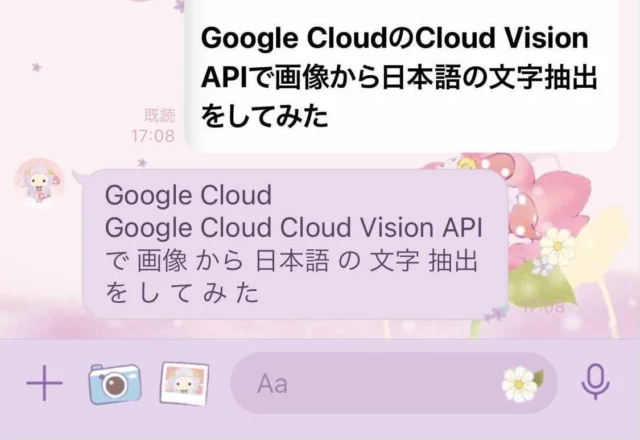 Google CloudのCloud Vision
APIで画像から日本語の文字抽出
をしてみた
既読
17:08
Google Cloud
Google Cloud Cloud Vision API
で 画像 から 日本語 の 文字 抽出
を し て み た
17:08
Aa